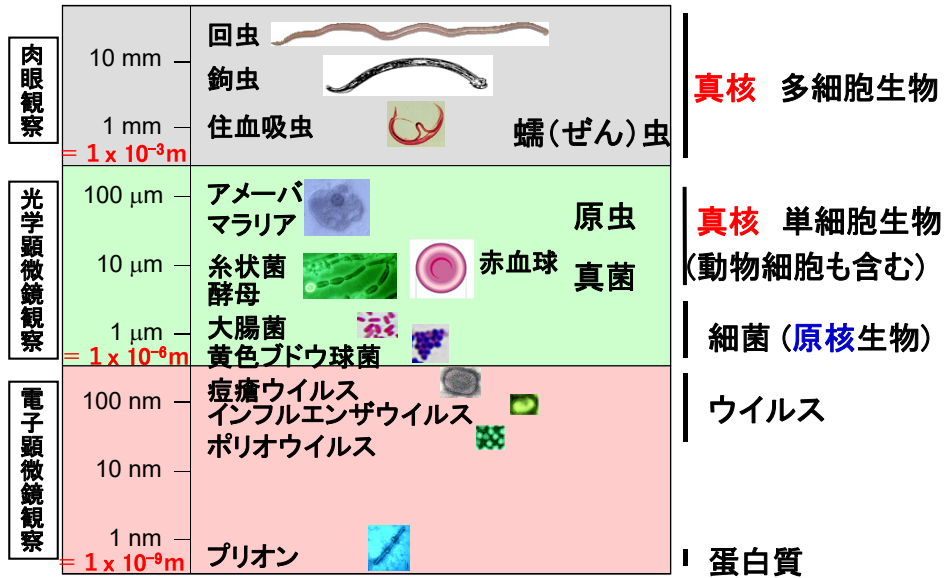 肉眼観察
10 mm
1 mm
= 1 x 10⁻³m
回虫
鉤虫
住血吸虫
蠕（ぜん）虫
真核 多細胞生物
光学顕微鏡観察
100 μm
10 μm
1 μm
= 1 x 10⁻⁶m
アメーバ
マラリア
糸状菌
酵母
赤血球
大腸菌
黄色ブドウ球菌
原虫
真菌
真核 単細胞生物
(動物細胞も含む)
細菌 (原核生物)
電子顕微鏡観察
100 nm
10 nm
1 nm
= 1 x 10⁻⁹m
痘瘡ウイルス
インフルエンザウイルス
ポリオウイルス
プリオン
ウイルス
蛋白質